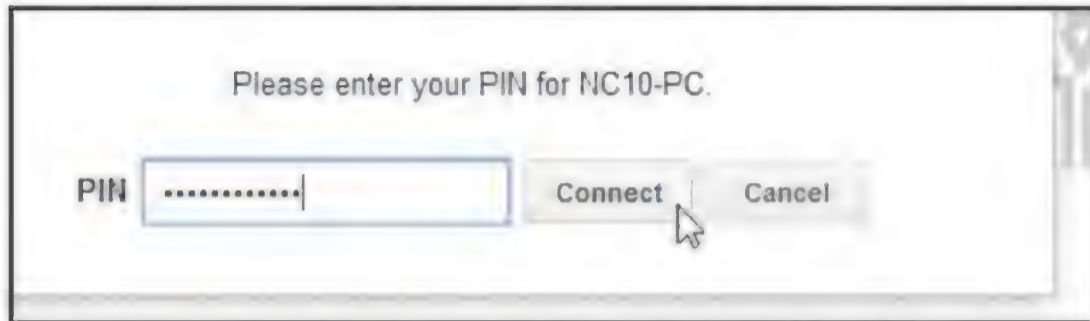 Please enter your PIN for NC10-PC.
PIN ............ Connect Cancel